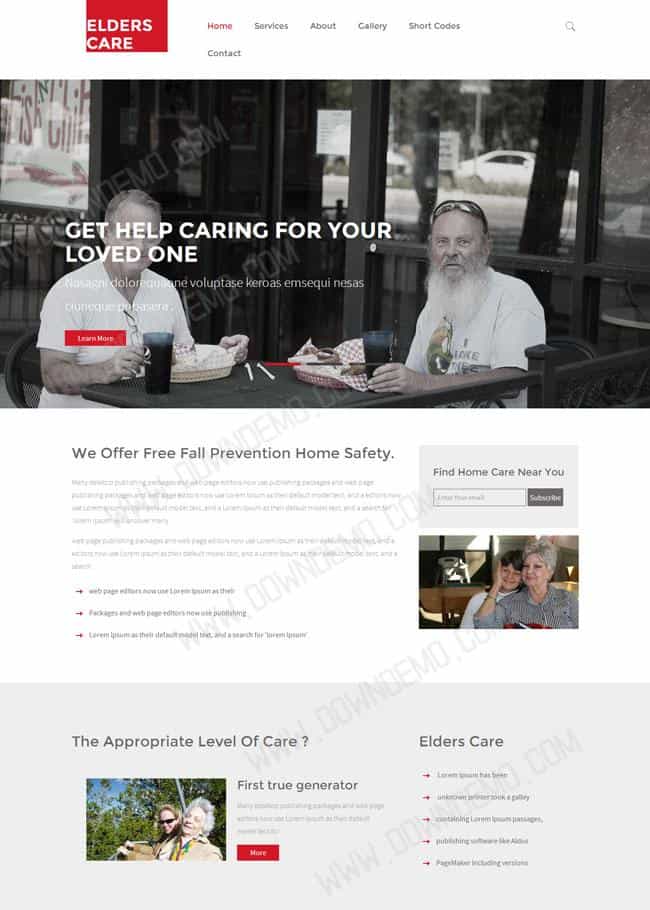 ELDERS
CARE
Home
Services
About
Gallery
Short Codes
Contact
GET HELP CARING FOR YOUR
LOVED ONE
voluptase keroas emsequi nesas
Learn More
We Offer Free Fall Prevention Home Safety.
Many desktop publishing packages and web page editors now use publishing packages and web page
publishing packages and web page editors now use Lorem Ipsum as their default model text, and a editors now
use Lorem Ipsum as their default model text, and a Lorem Ipsum as their default model text, and a search for
'lorem ipsum' will uncover many
web page editors now use Lorem Ipsum as their default model text, and a
editors now use Lorem Ipsum as their default model text, and a Lorem Ipsum as their default model text, and a
search
web page editors now use Lorem Ipsum as their
Packages and web page editors now use publishing
Lorem Ipsum as their default model text, and a search for 'lorem ipsum'
Find Home Care Near You
Enter Your email
Subscribe
The Appropriate Level Of Care ?
First true generator
Many desktop publishing packages and web page editors now use Lorem Ipsum as their default model text
More
Elders Care
Lorem Ipsum has been
unknown printer took a galley
containing Lorem Ipsum passages,
publishing software like Aldus
PageMaker including versions
WWW.DOWNDEMO.COM